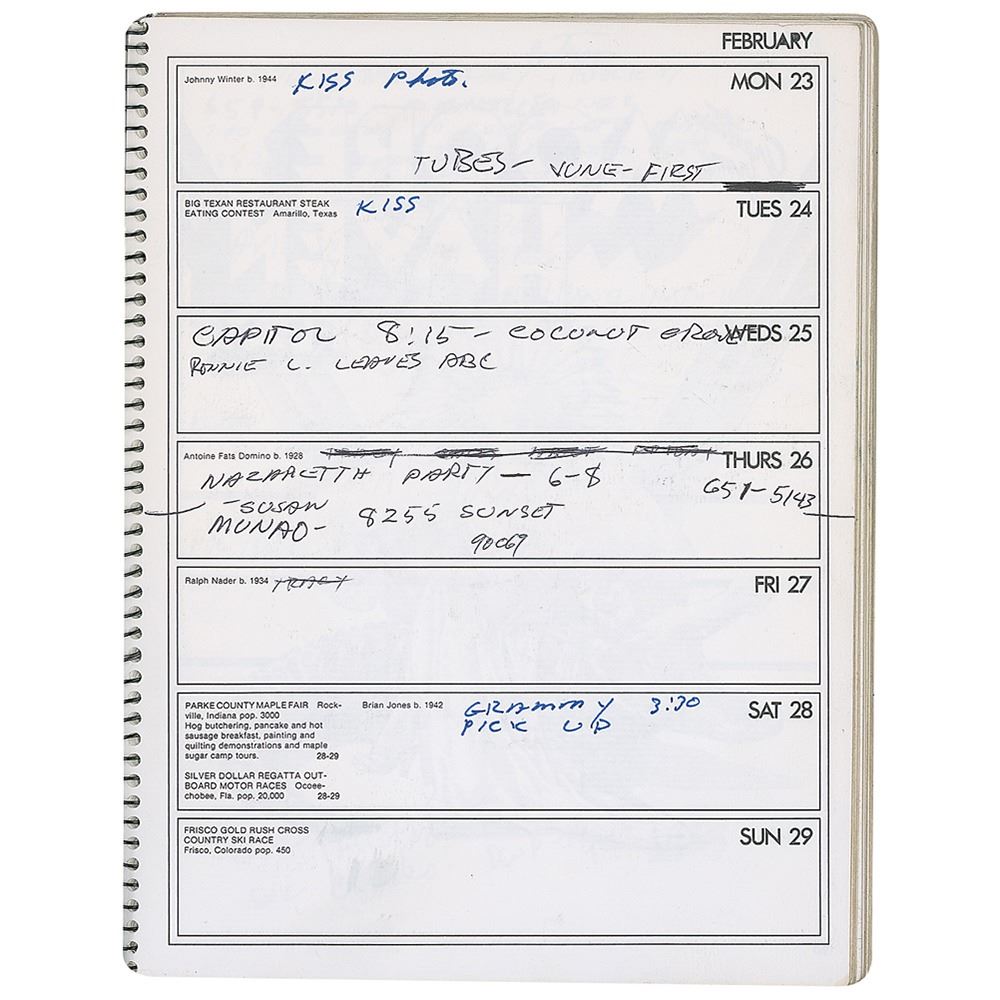 FEBRUARY
MON 23
Johnny Winter b. 1944 KISS Photo.
TUBES - JUNE - FIRST
TUES 24
BIG TEXAN RESTAURANT STEAK
EATING CONTEST Amarillo, Texas
KISS
WEDS 25
CAPITOL 8:15 - COCONUT GROVE
RONNIE L. LEAVES ABC
THURS 26
Antoine Fats Domino b. 1928
NAZARETTH PARTY - 6-8
651-5143
- SUSAN
MUNAO -
8255 SUNSET
90069
FRI 27
Ralph Nader b. 1934 TRACY
SAT 28
PARKE COUNTY MAPLE FAIR Rock-
ville, Indiana pop. 3000
Hog butchering, pancake and hot
sausage breakfast, painting and
quilting demonstrations and maple
sugar camp tours. 28-29
SILVER DOLLAR REGATTA OUT-
BOARD MOTOR RACES Ocoee-
chobee, Fla. pop. 20,000 28-29
Brian Jones b. 1942
GRAMMY 3:30
PICK UP
SUN 29
FRISCO GOLD RUSH CROSS
COUNTRY SKI RACE
Frisco, Colorado pop. 450